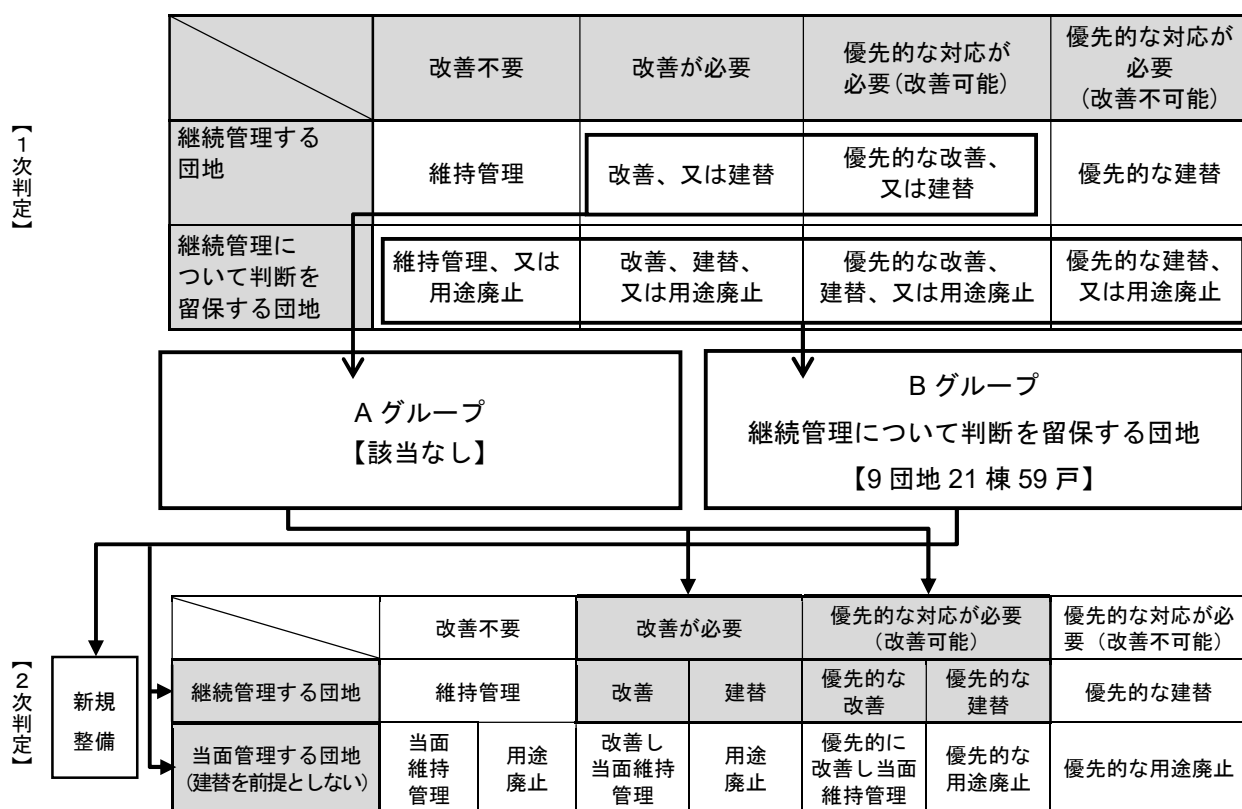 【1次判定】
改善不要
改善が必要
優先的な対応が
必要(改善可能)
優先的な対応が
必要
(改善不可能)
継続管理する
団地
維持管理
改善、又は建替
優先的な改善、
又は建替
優先的な建替
継続管理に
ついて判断を
留保する団地
維持管理、又は
用途廃止
改善、建替、
又は用途廃止
優先的な改善、
建替、又は用途廃止
優先的な建替、
又は用途廃止
A グループ
【該当なし】
B グループ
継続管理について判断を留保する団地
【9 団地 21 棟 59 戸】
【2次判定】
新規
整備
改善不要
改善が必要
優先的な対応が必要
(改善可能)
優先的な対応が必
要(改善不可能)
継続管理する団地
維持管理
改善
建替
優先的な
改善
優先的な
建替
優先的な建替
当面管理する団地
(建替を前提としない)
当面
維持
管理
用途
廃止
改善し
当面維持
管理
用途
廃止
優先的に
改善し当面
維持管理
優先的な
用途廃止
優先的な用途廃止